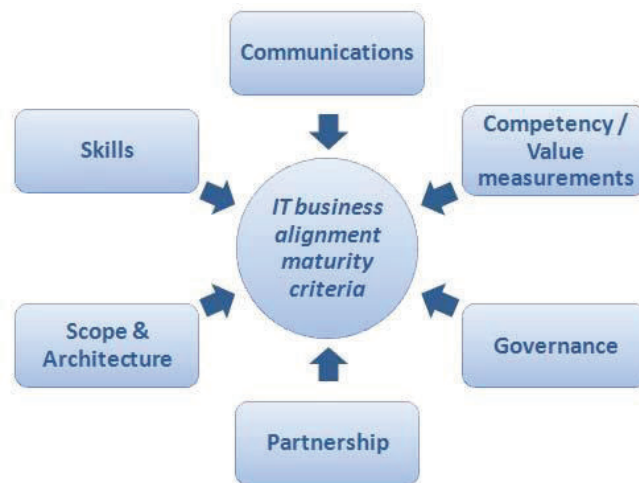 Communications
Competency /
Value
measurements
Governance
Partnership
Scope &
Architecture
Skills
IT business
alignment
maturity
criteria